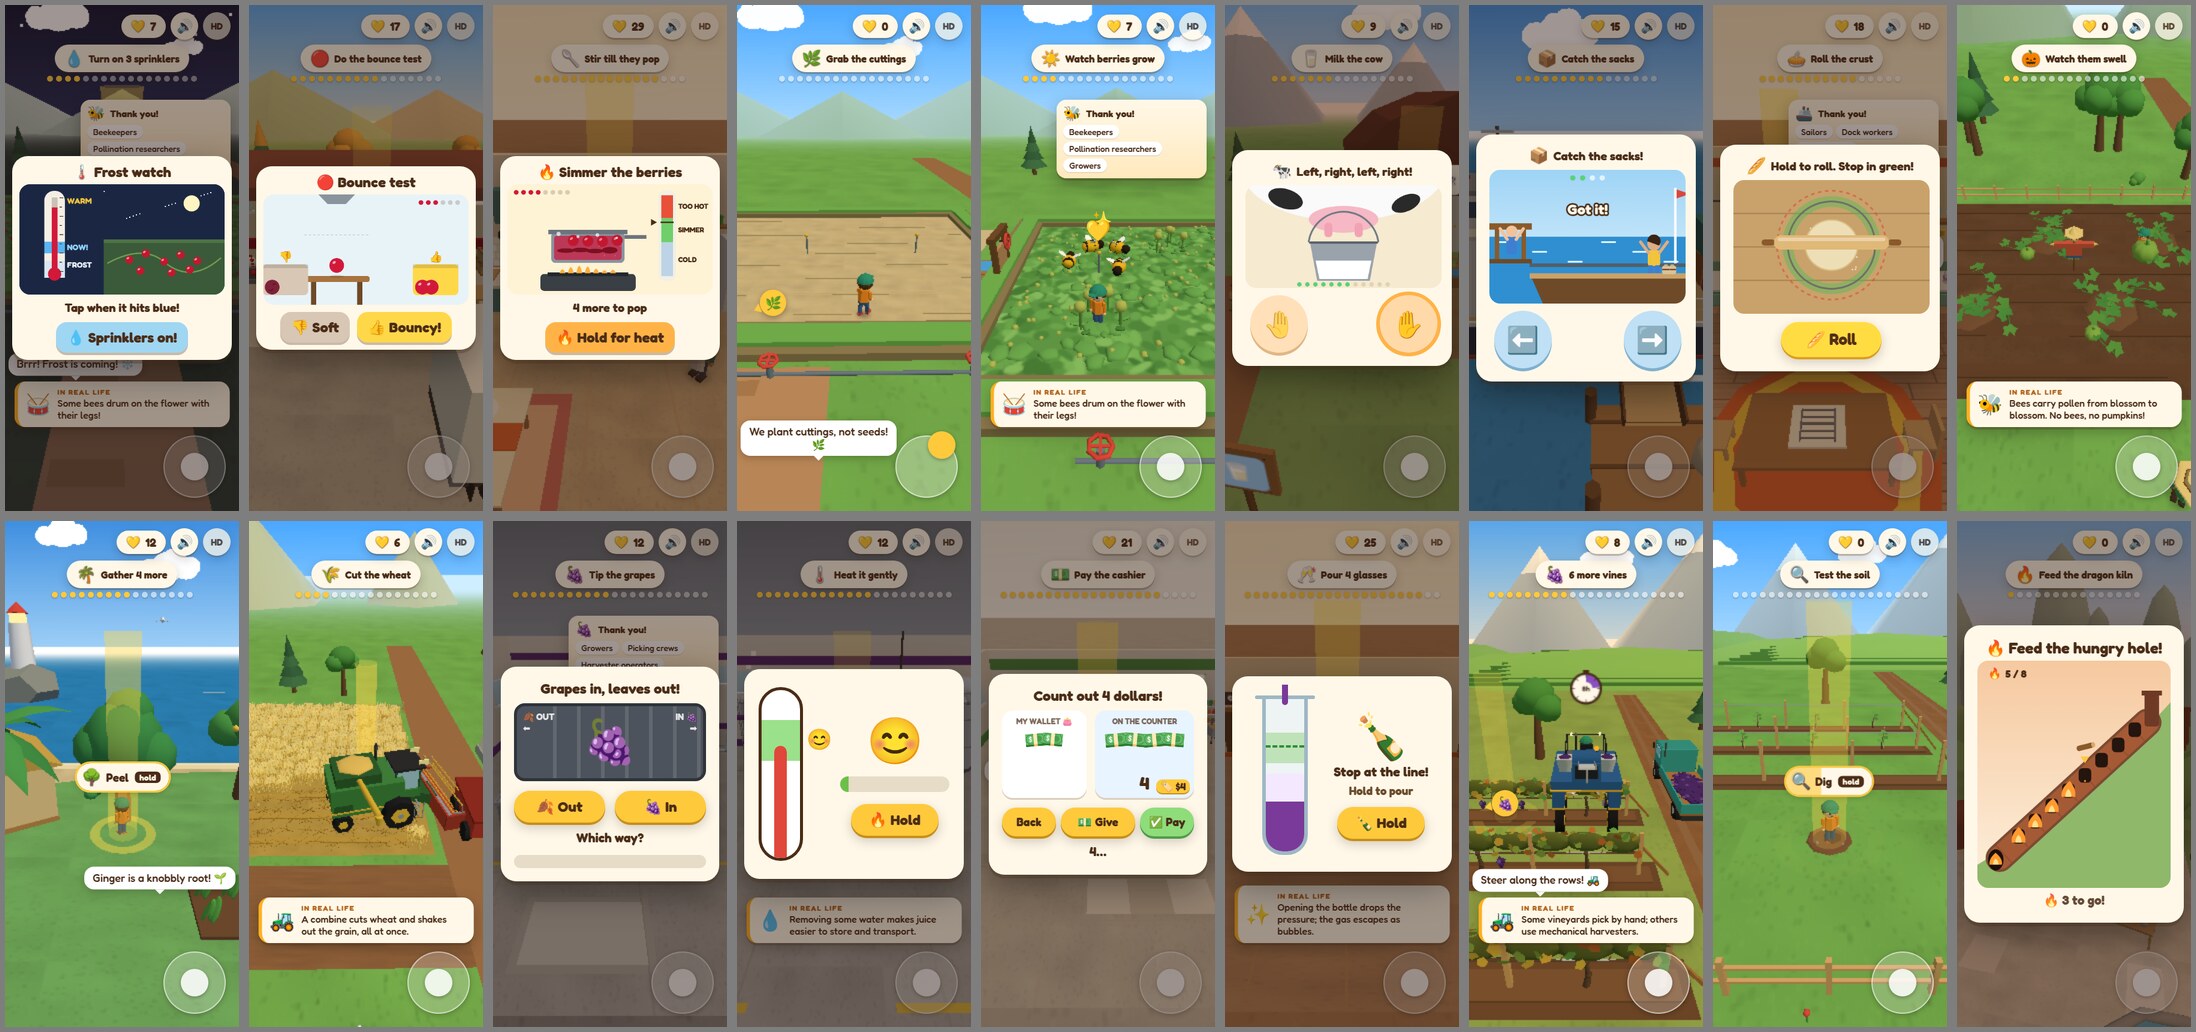 7
HD
Turn on 3 sprinklers
Thank you!
Beekeepers
Pollination researchers
Frost watch
WARM
NOW!
FROST
Tap when it hits blue!
Sprinklers on!
Brrr! Frost is coming!
IN REAL LIFE
Some bees drum on the flower with
their legs!
17
HD
Do the bounce test
Bounce test
Soft
Bouncy!
29
HD
Stir till they pop
Simmer the berries
TOO HOT
SIMMER
COLD
4 more to pop
Hold for heat
0
HD
Grab the cuttings
We plant cuttings, not seeds!
7
HD
Watch berries grow
Thank you!
Beekeepers
Pollination researchers
Growers
IN REAL LIFE
Some bees drum on the flower with
their legs!
9
HD
Milk the cow
Left, right, left, right!
15
HD
Catch the sacks
Catch the sacks!
Got it!
18
HD
Roll the crust
Thank you!
Sailors
Dock workers
Hold to roll. Stop in green!
Roll
0
HD
Watch them swell
IN REAL LIFE
Bees carry pollen from blossom to
blossom. No bees, no pumpkins!
12
HD
Gather 4 more
Peel hold
Ginger is a knobbly root!
6
HD
Cut the wheat
IN REAL LIFE
A combine cuts wheat and shakes
out the grain, all at once.
12
HD
Tip the grapes
Thank you!
Growers
Picking crews
Harvester operators
Grapes in, leaves out!
OUT
IN
Out
In
Which way?
12
HD
Heat it gently
Hold
IN REAL LIFE
Removing some water makes juice
easier to store and transport.
21
HD
Pay the cashier
Count out 4 dollars!
MY WALLET
ON THE COUNTER
4
$4
Back
Give
Pay
4...
25
HD
Pour 4 glasses
Stop at the line!
Hold to pour
Hold
IN REAL LIFE
Opening the bottle drops the
pressure; the gas escapes as
bubbles.
8
HD
6 more vines
Steer along the rows!
IN REAL LIFE
Some vineyards pick by hand; others
use mechanical harvesters.
0
HD
Test the soil
Dig hold
0
HD
Feed the dragon kiln
Feed the hungry hole!
5 / 8
3 to go!